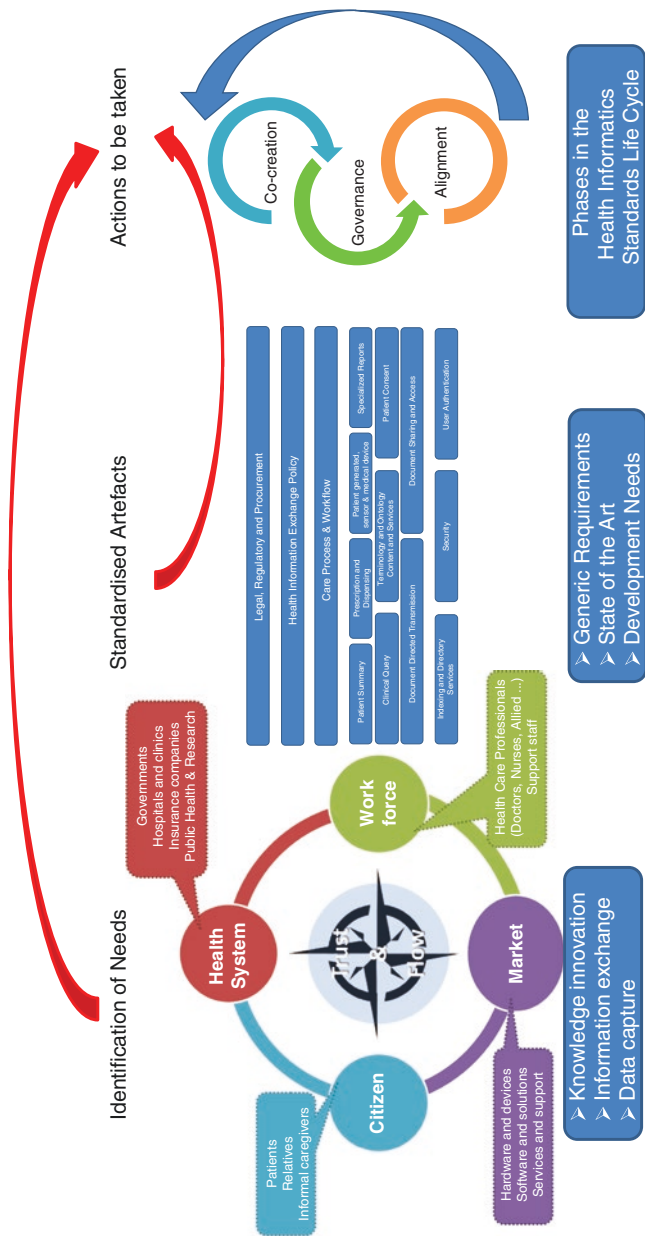 Identification of Needs
Standardised Artefacts
Actions to be taken
Governments
Hospitals and clinics
Insurance companies
Public Health & Research
Health
System
Patients
Relatives
Informal caregivers
Citizen
Trust
&
Flow
Work
force
Health Care Professionals
(Doctors, Nurses, Allied ...)
Support staff
Market
Hardware and devices
Software and solutions
Services and support
Legal, Regulatory and Procurement
Health Information Exchange Policy
Care Process & Workflow
Patient Summary
Prescription and
Dispensing
Patient generated,
sensor & medical device
Specialized Reports
Clinical Query
Terminology and Ontology
Content and Services
Patient Consent
Document Directed Transmission
Document Sharing and Access
Indexing and Directory
Services
Security
User Authentication
Co-creation
Governance
Alignment
➢ Knowledge innovation
➢ Information exchange
➢ Data capture
➢ Generic Requirements
➢ State of the Art
➢ Development Needs
Phases in the
Health Informatics
Standards Life Cycle